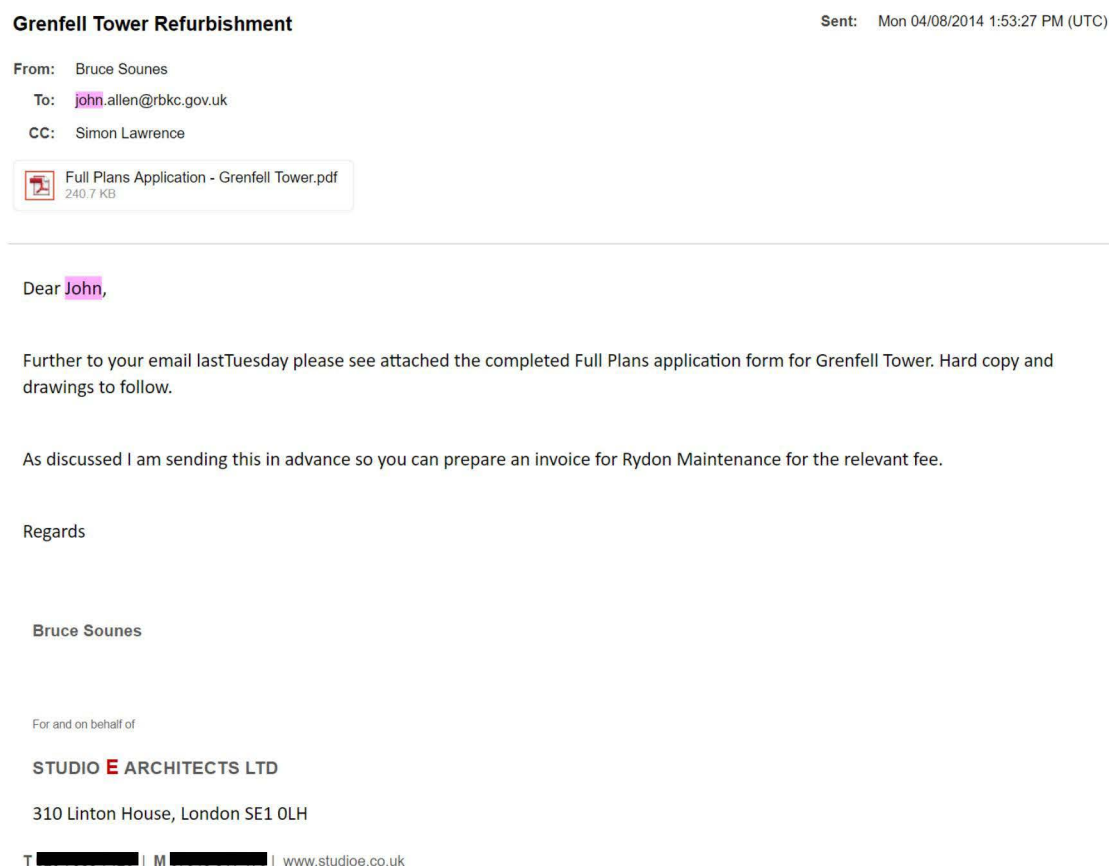 Grenfell Tower Refurbishment
Sent: Mon 04/08/2014 1:53:27 PM (UTC)
From: Bruce Sounes
To: john.allen@rbkc.gov.uk
CC: Simon Lawrence
Full Plans Application - Grenfell Tower.pdf
240.7 KB
Dear John,
Further to your email lastTuesday please see attached the completed Full Plans application form for Grenfell Tower. Hard copy and
drawings to follow.
As discussed I am sending this in advance so you can prepare an invoice for Rydon Maintenance for the relevant fee.
Regards
Bruce Sounes
For and on behalf of
STUDIO E ARCHITECTS LTD
310 Linton House, London SE1 0LH
T | M | www.studioe.co.uk